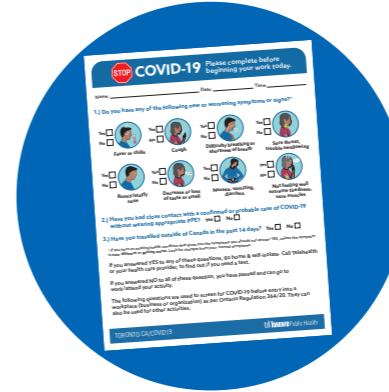 STOP COVID-19 Please complete before
beginning your work today.
Name: Date: Time:
1.) Do you have any of the following new or worsening symptoms or signs?*
Yes No Fever or chills
Yes No Cough
Yes No Difficulty breathing or
shortness of breath
Yes No Sore throat,
trouble swallowing
Yes No Runny/stuffy
nose
Yes No Decrease or loss
of taste or smell
Yes No Nausea, vomiting,
diarrhea
Yes No Not feeling well
extreme tiredness,
sore muscles
2.) Have you had close contact with a confirmed or probable case of COVID-19
without wearing appropriate PPE? Yes No
3.) Have you travelled outside of Canada in the past 14 days? Yes No
If you answered YES to any of these questions, go home & self-isolate. Call Telehealth
or your health care provider, to find out if you need a test.
If you answered NO to all of these question, you have passed and can go to
work/attend your activity.
The following questions are used to screen for COVID-19 before entry into a
workplace (business or organization) as per Ontario Regulation 364/20. They can
also be used for other activities.
TORONTO.CA/COVID19 TORONTO Public Health